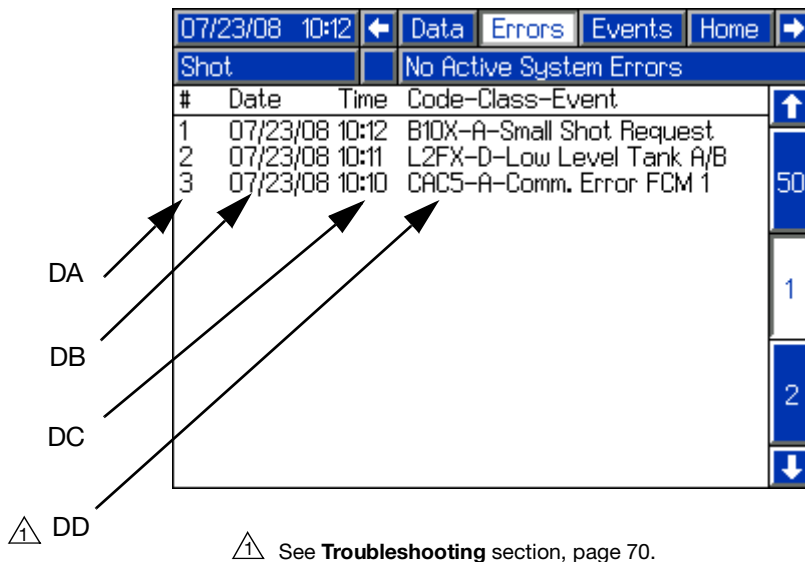 07/23/08 10:12 Data Errors Events Home
Shot No Active System Errors
# Date Time Code-Class-Event
1 07/23/08 10:12 B10X-A-Small Shot Request
2 07/23/08 10:11 L2FX-D-Low Level Tank A/B
3 07/23/08 10:10 CAC5-A-Comm. Error FCM 1
50
1
2
DA
DB
DC
1 DD
1 See Troubleshooting section, page 70.